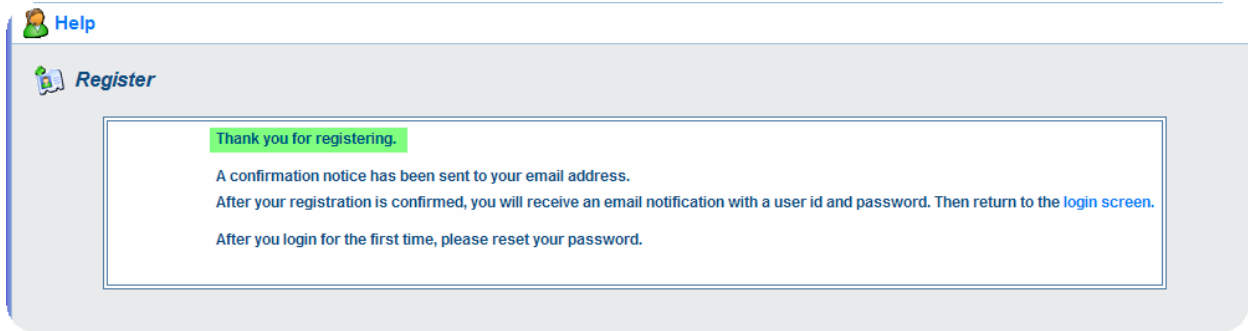 Help
Register
Thank you for registering.
A confirmation notice has been sent to your email address.
After your registration is confirmed, you will receive an email notification with a user id and password. Then return to the login screen.
After you login for the first time, please reset your password.